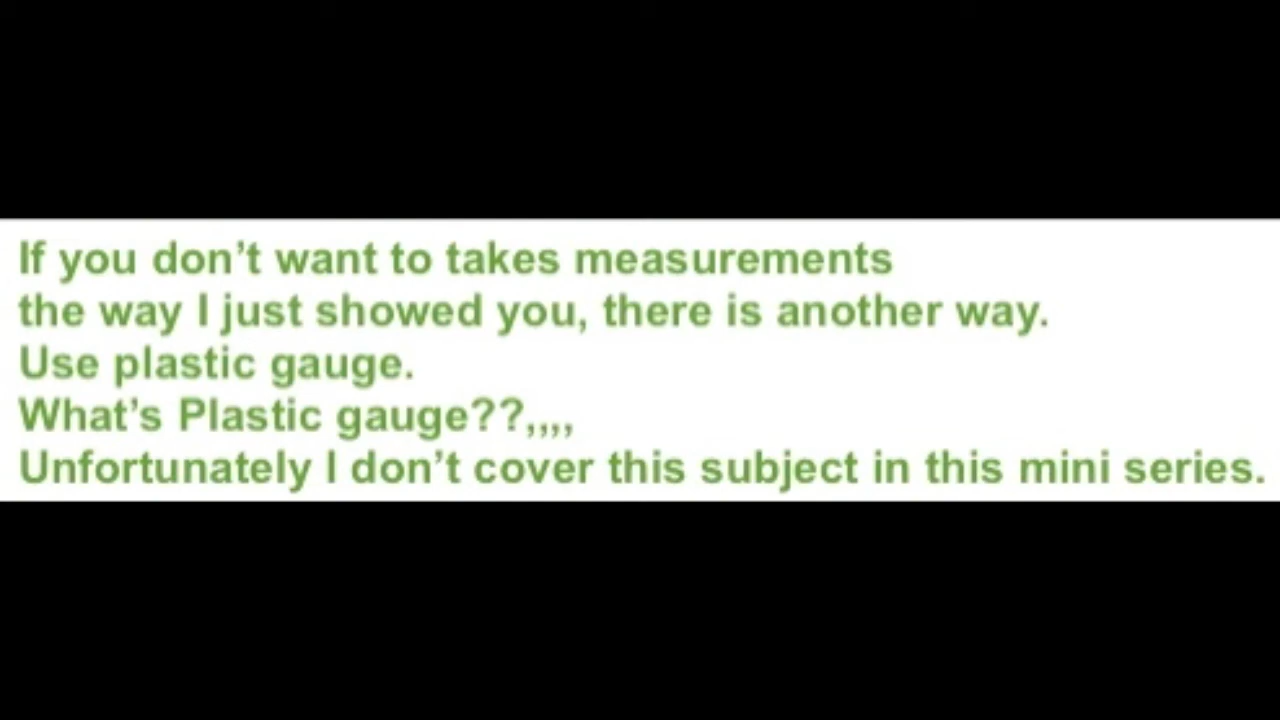 If you don’t want to takes measurements
the way I just showed you, there is another way.
Use plastic gauge.
What’s Plastic gauge??,,,,
Unfortunately I don’t cover this subject in this mini series.